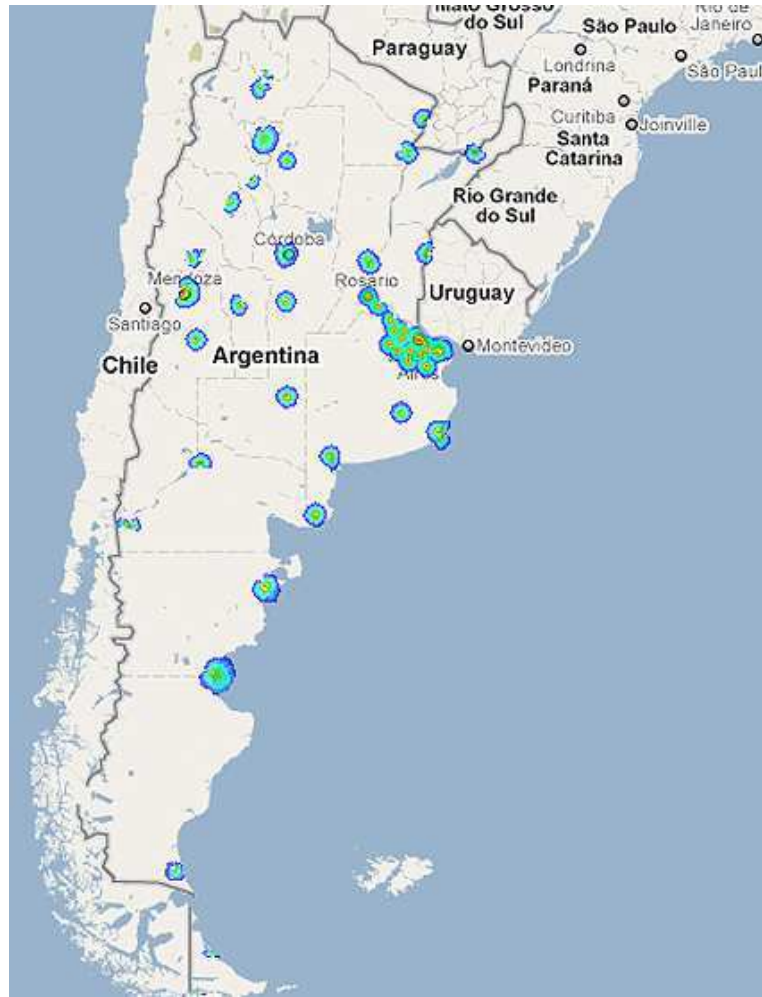 Mato Grosso
do Sul
São Paulo
Rio de
Janeiro
Paraguay
Londrina
São Paul
Paraná
Curitiba
Joinville
Santa
Catarina
Rio Grande
do Sul
Córdoba
Mendoza
Rosario
Uruguay
Santiago
Montevideo
Chile
Argentina
Aires